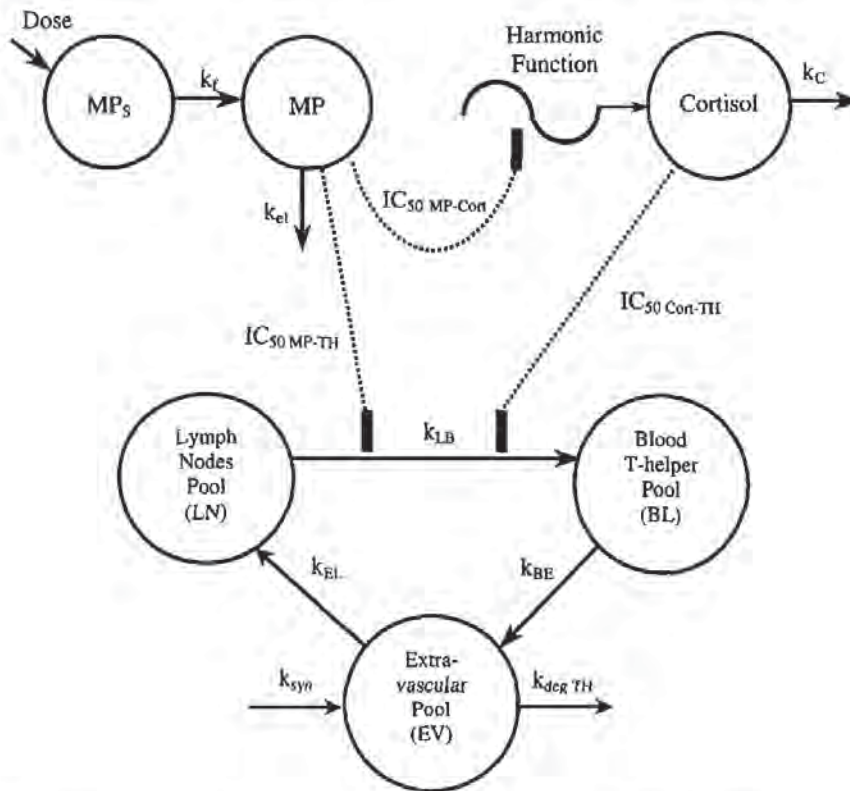 Dose
MPs
kf
MP
kel
Harmonic
Function
Cortisol
kC
IC50 MP-Cort
IC50 MP-TH
IC50 Cort-TH
Lymph
Nodes
Pool
(LN)
kLB
Blood
T-helper
Pool
(BL)
kEL
kBE
ksyn
Extra-
vascular
Pool
(EV)
kdeg TH